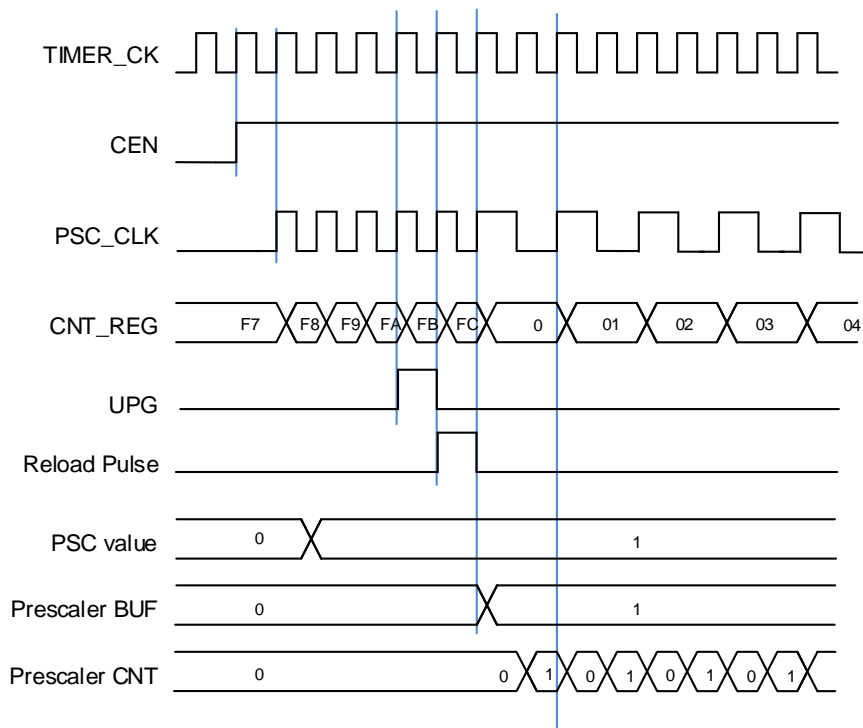 TIMER_CK
CEN
PSC_CLK
CNT_REG F7 F8 F9 FA FB FC 0 01 02 03 04
UPG
Reload Pulse
PSC value 0 1
Prescaler BUF 0 1
Prescaler CNT 0 0 1 0 1 0 1 0 1